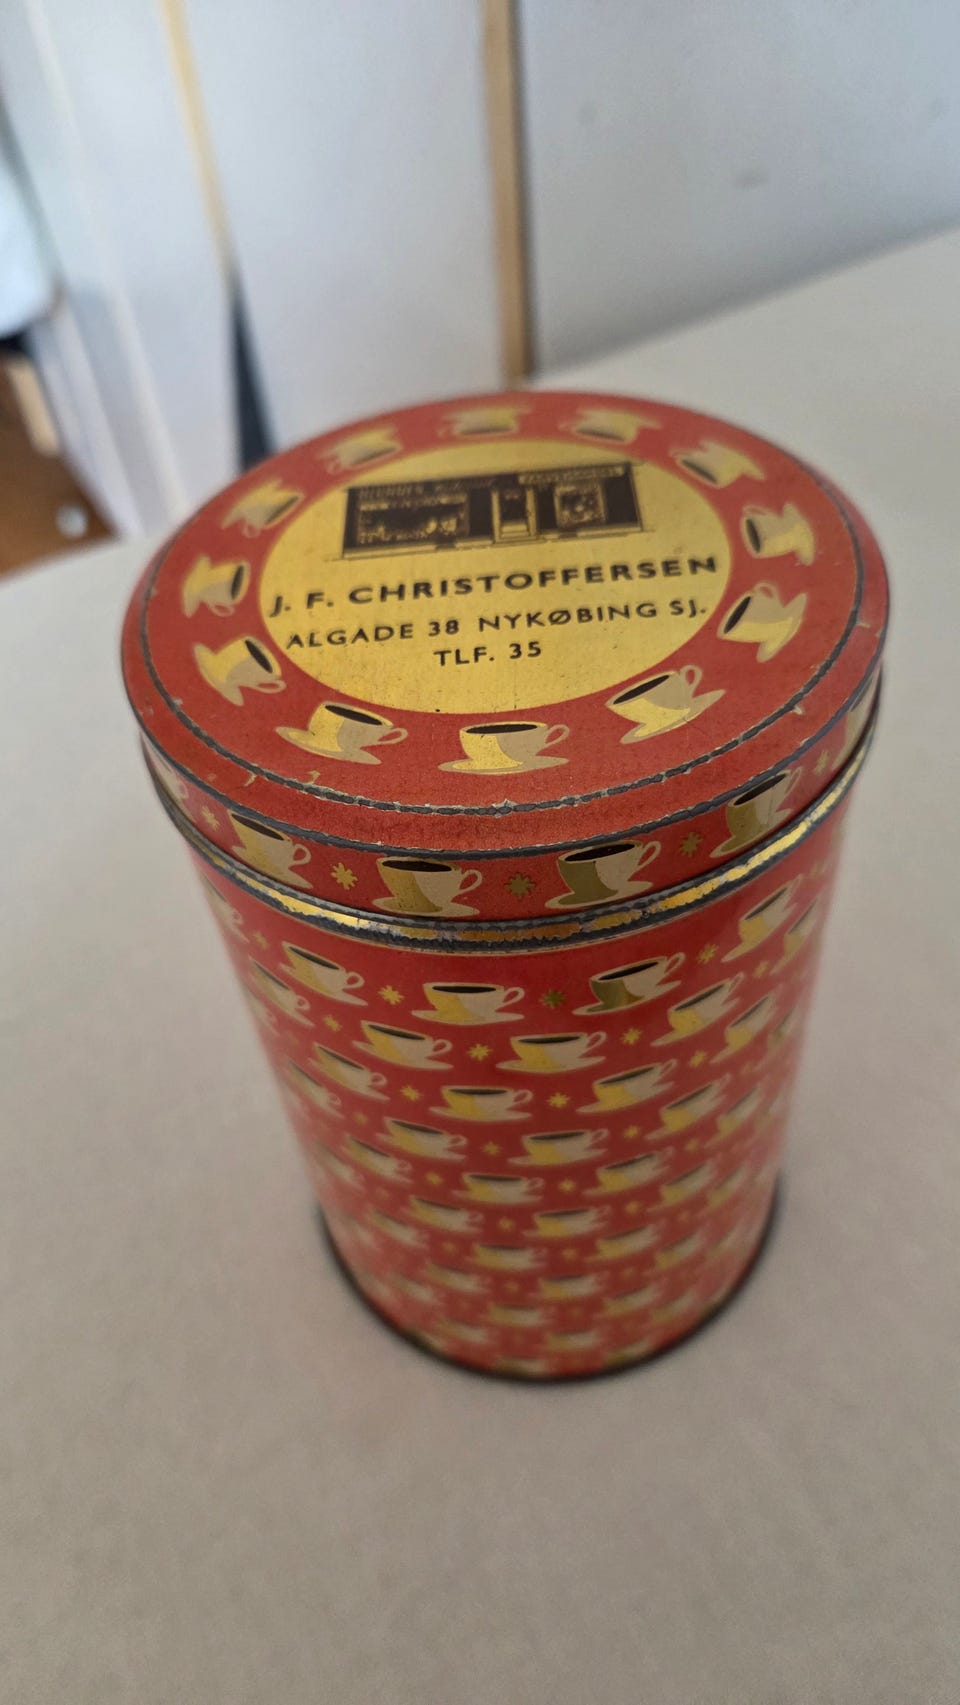 J. F. CHRISTOFFERSEN
ALGADE 38 NYKØBING SJ.
TLF. 35